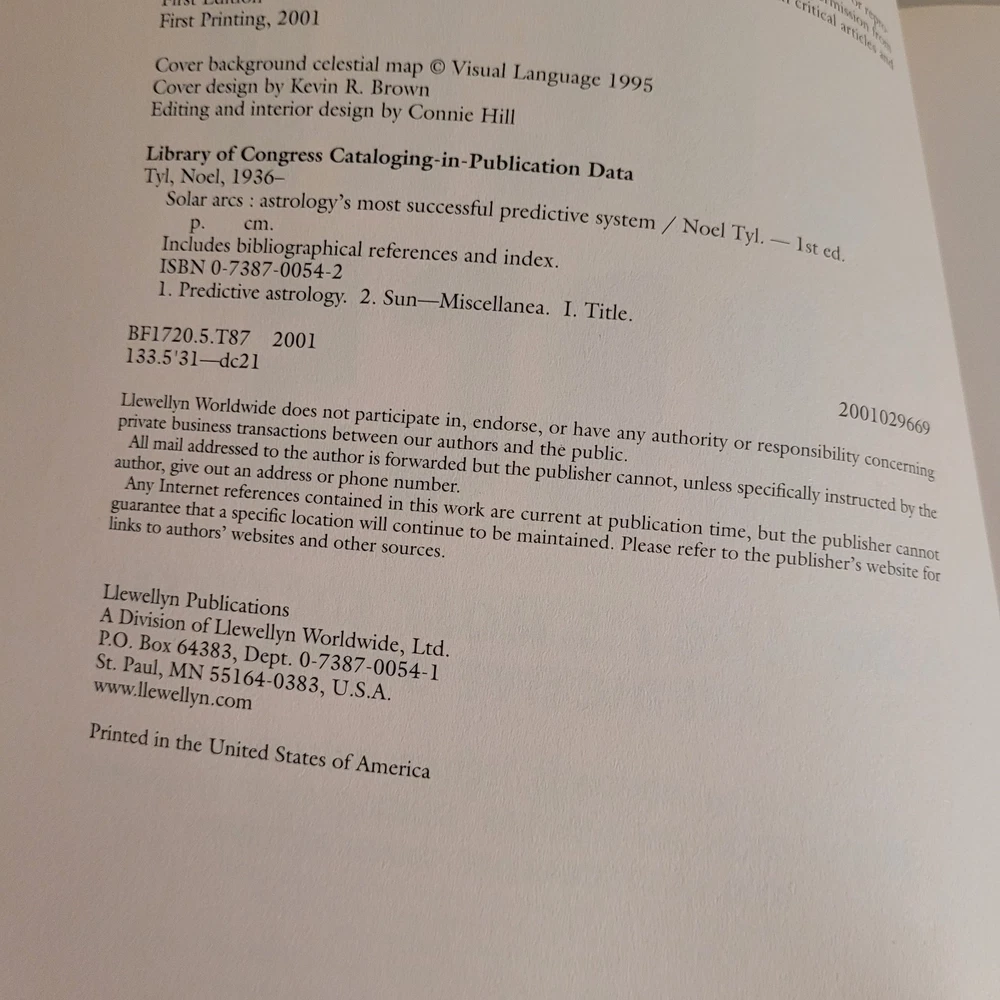 First Edition
First Printing, 2001
or repro-
rmission from
critical articles and
Cover background celestial map © Visual Language 1995
Cover design by Kevin R. Brown
Editing and interior design by Connie Hill
Library of Congress Cataloging-in-Publication Data
Tyl, Noel, 1936–
Solar arcs : astrology's most successful predictive system / Noel Tyl. — 1st ed.
p. cm.
Includes bibliographical references and index.
ISBN 0-7387-0054-2
1. Predictive astrology. 2. Sun—Miscellanea. I. Title.
BF1720.5.T87 2001
133.5'31—dc21
2001029669
Llewellyn Worldwide does not participate in, endorse, or have any authority or responsibility concerning
private business transactions between our authors and the public.
All mail addressed to the author is forwarded but the publisher cannot, unless specifically instructed by the
author, give out an address or phone number.
Any Internet references contained in this work are current at publication time, but the publisher cannot
guarantee that a specific location will continue to be maintained. Please refer to the publisher's website for
links to authors' websites and other sources.
Llewellyn Publications
A Division of Llewellyn Worldwide, Ltd.
P.O. Box 64383, Dept. 0-7387-0054-1
St. Paul, MN 55164-0383, U.S.A.
www.llewellyn.com
Printed in the United States of America